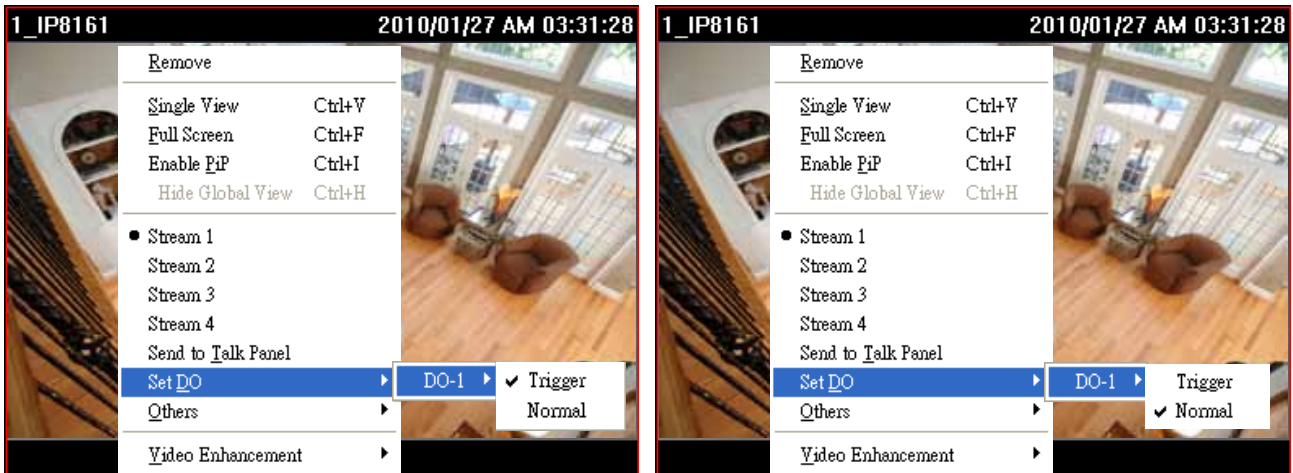 1_IP8161 2010/01/27 AM 03:31:28
Remove
Single View Ctrl+V
Full Screen Ctrl+F
Enable PiP Ctrl+I
Hide Global View Ctrl+H
Stream 1
Stream 2
Stream 3
Stream 4
Send to Talk Panel
Set DO DO-1 Trigger
Others Normal
Video Enhancement
1_IP8161 2010/01/27 AM 03:31:28
Remove
Single View Ctrl+V
Full Screen Ctrl+F
Enable PiP Ctrl+I
Hide Global View Ctrl+H
Stream 1
Stream 2
Stream 3
Stream 4
Send to Talk Panel
Set DO DO-1 Trigger
Others Normal
Video Enhancement